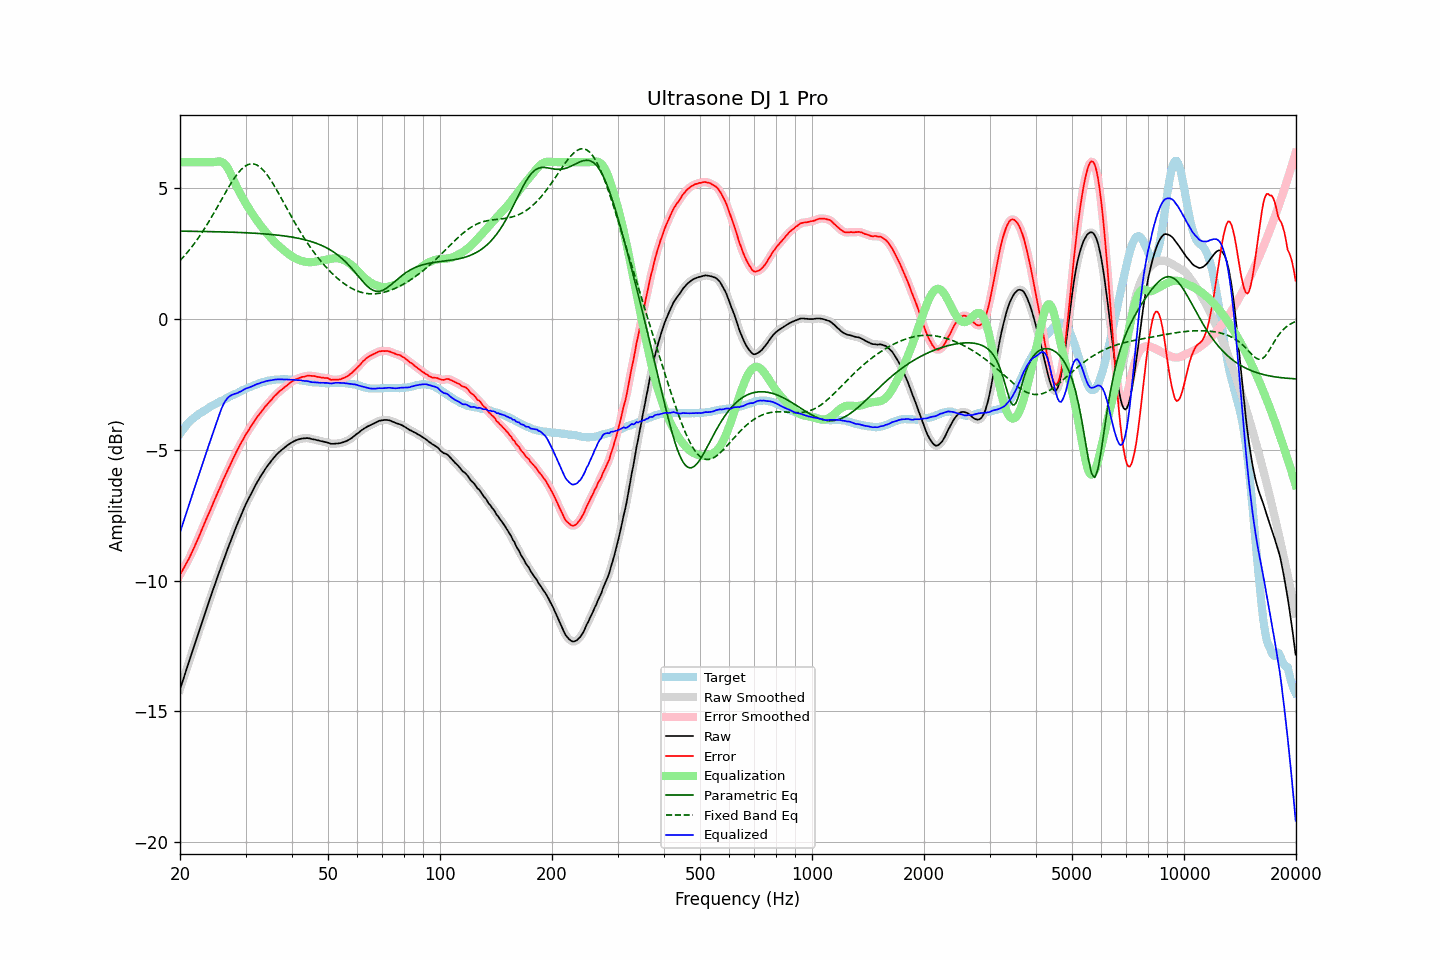 Ultrasone DJ 1 Pro
Amplitude (dBr)
5
0
−5
−10
−15
−20
Target
Raw Smoothed
Error Smoothed
Raw
Error
Equalization
Parametric Eq
Fixed Band Eq
Equalized
20 50 100 200 500 1000 2000 5000 10000 20000
Frequency (Hz)